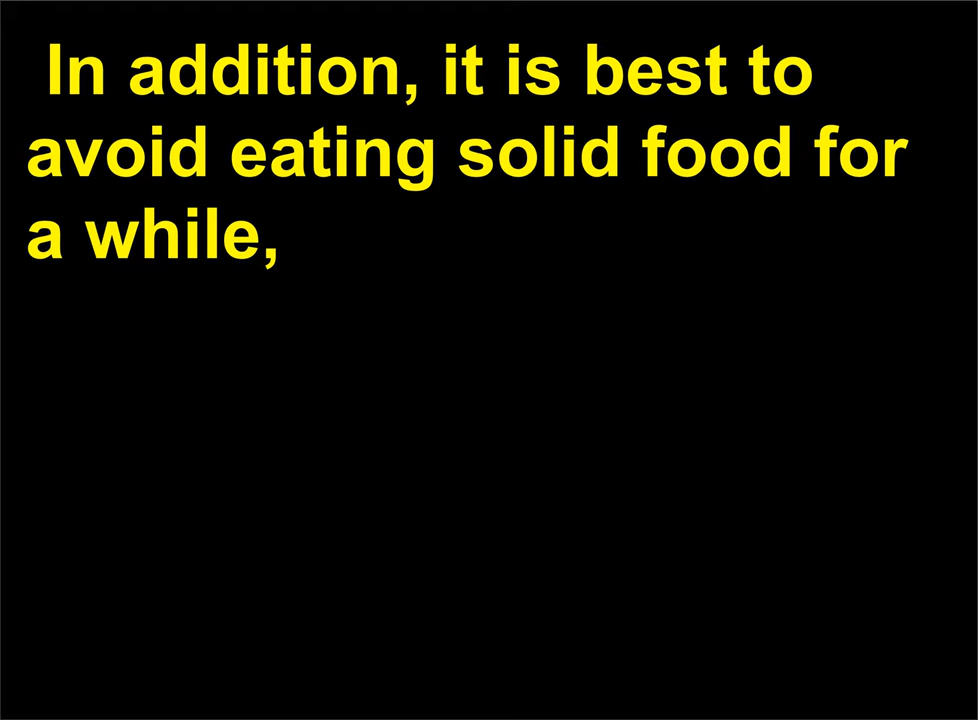 In addition, it is best to
avoid eating solid food for
a while,